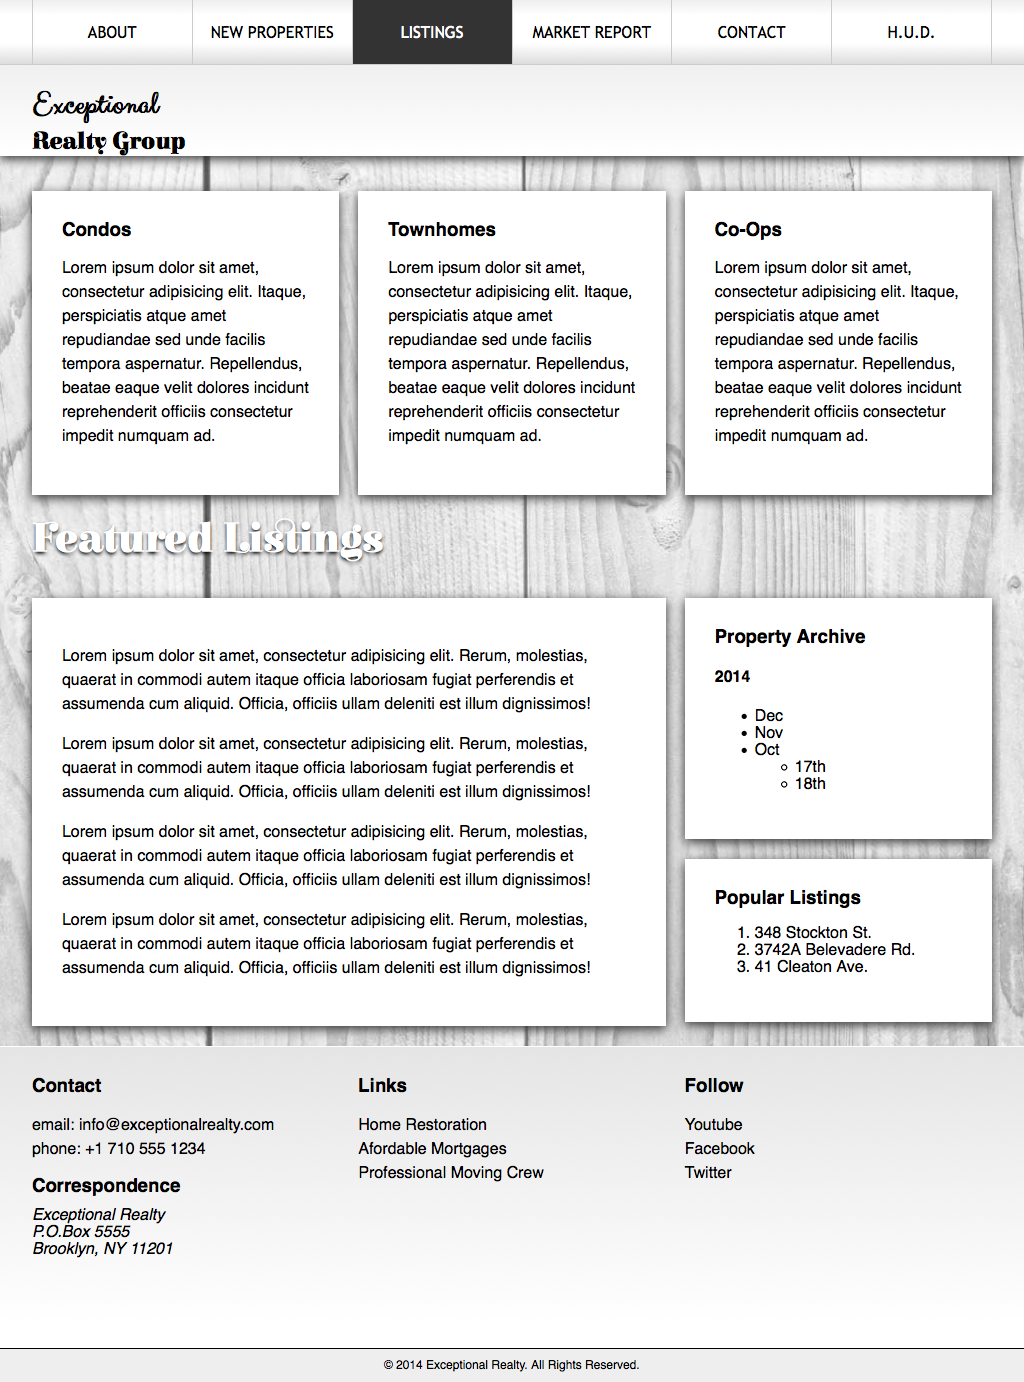 ABOUT
NEW PROPERTIES
LISTINGS
MARKET REPORT
CONTACT
H.U.D.
Exceptional
Realty Group
Condos
Lorem ipsum dolor sit amet,
consectetur adipisicing elit. Itaque,
perspiciatis atque amet
repudiandae sed unde facilis
tempora aspernatur. Repellendus,
beatae eaque velit dolores incidunt
reprehenderit officiis consectetur
impedit numquam ad.
Townhomes
Lorem ipsum dolor sit amet,
consectetur adipisicing elit. Itaque,
perspiciatis atque amet
repudiandae sed unde facilis
tempora aspernatur. Repellendus,
beatae eaque velit dolores incidunt
reprehenderit officiis consectetur
impedit numquam ad.
Co-Ops
Lorem ipsum dolor sit amet,
consectetur adipisicing elit. Itaque,
perspiciatis atque amet
repudiandae sed unde facilis
tempora aspernatur. Repellendus,
beatae eaque velit dolores incidunt
reprehenderit officiis consectetur
impedit numquam ad.
Featured Listings
Lorem ipsum dolor sit amet, consectetur adipisicing elit. Rerum, molestias,
quaerat in commodi autem itaque officia laboriosam fugiat perferendis et
assumenda cum aliquid. Officia, officiis ullam deleniti est illum dignissimos!
Lorem ipsum dolor sit amet, consectetur adipisicing elit. Rerum, molestias,
quaerat in commodi autem itaque officia laboriosam fugiat perferendis et
assumenda cum aliquid. Officia, officiis ullam deleniti est illum dignissimos!
Lorem ipsum dolor sit amet, consectetur adipisicing elit. Rerum, molestias,
quaerat in commodi autem itaque officia laboriosam fugiat perferendis et
assumenda cum aliquid. Officia, officiis ullam deleniti est illum dignissimos!
Lorem ipsum dolor sit amet, consectetur adipisicing elit. Rerum, molestias,
quaerat in commodi autem itaque officia laboriosam fugiat perferendis et
assumenda cum aliquid. Officia, officiis ullam deleniti est illum dignissimos!
Property Archive
2014
• Dec
• Nov
• Oct
◦ 17th
◦ 18th
Popular Listings
1. 348 Stockton St.
2. 3742A Belevadere Rd.
3. 41 Cleaton Ave.
Contact
email: info@exceptionalrealty.com
phone: +1 710 555 1234
Correspondence
Exceptional Realty
P.O.Box 5555
Brooklyn, NY 11201
Links
Home Restoration
Afordable Mortgages
Professional Moving Crew
Follow
Youtube
Facebook
Twitter
© 2014 Exceptional Realty. All Rights Reserved.